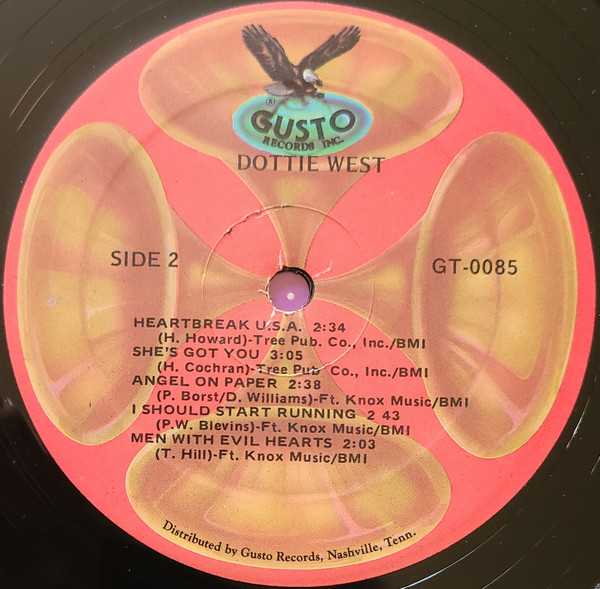 ®
GUSTO
RECORDS INC.
DOTTIE WEST
SIDE 2
GT-0085
HEARTBREAK U.S.A. 2:34
(H. Howard)-Tree Pub. Co., Inc./BMI
SHE'S GOT YOU 3:05
(H. Cochran)-Tree Pub. Co., Inc./BMI
ANGEL ON PAPER 2:38
(P. Borst/D. Williams)-Ft. Knox Music/BMI
I SHOULD START RUNNING 2 43
(P.W. Blevins)-Ft. Knox Music/BMI
MEN WITH EVIL HEARTS 2:03
(T. Hill)-Ft. Knox Music/BMI
Distributed by Gusto Records, Nashville, Tenn.